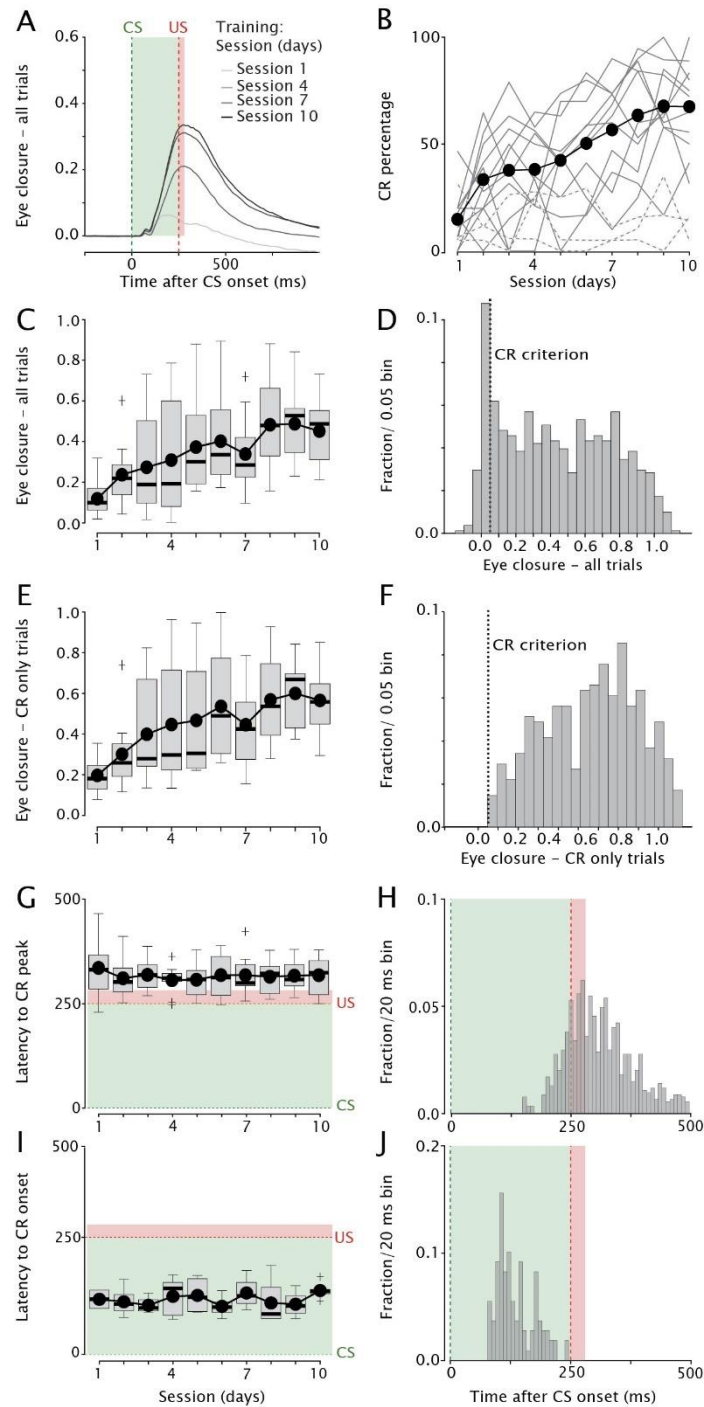 A
CS
US
Training:
Session (days)
Session 1
Session 4
Session 7
Session 10
Eye closure – all trials
0.6
0.4
0.2
0.0
0
500
Time after CS onset (ms)
B
CR percentage
100
50
0
1
4
7
10
Session (days)
C
Eye closure – all trials
1.0
0.8
0.6
0.4
0.2
0.0
1
4
7
10
D
Fraction/ 0.05 bin
0.1
0.0
CR criterion
0.0
0.2
0.4
0.6
0.8
1.0
Eye closure – all trials
E
Eye closure – CR only trials
1.0
0.8
0.6
0.4
0.2
0.0
1
4
7
10
F
Fraction/ 0.05 bin
0.1
0.0
CR criterion
0.0
0.2
0.4
0.6
0.8
1.0
Eye closure – CR only trials
G
Latency to CR peak
500
250
0
US
CS
1
4
7
10
H
Fraction/20 ms bin
0.1
0.05
0.0
0
250
500
I
Latency to CR onset
500
250
0
US
CS
1
4
7
10
Session (days)
J
Fraction/20 ms bin
0.2
0.1
0.0
0
250
500
Time after CS onset (ms)